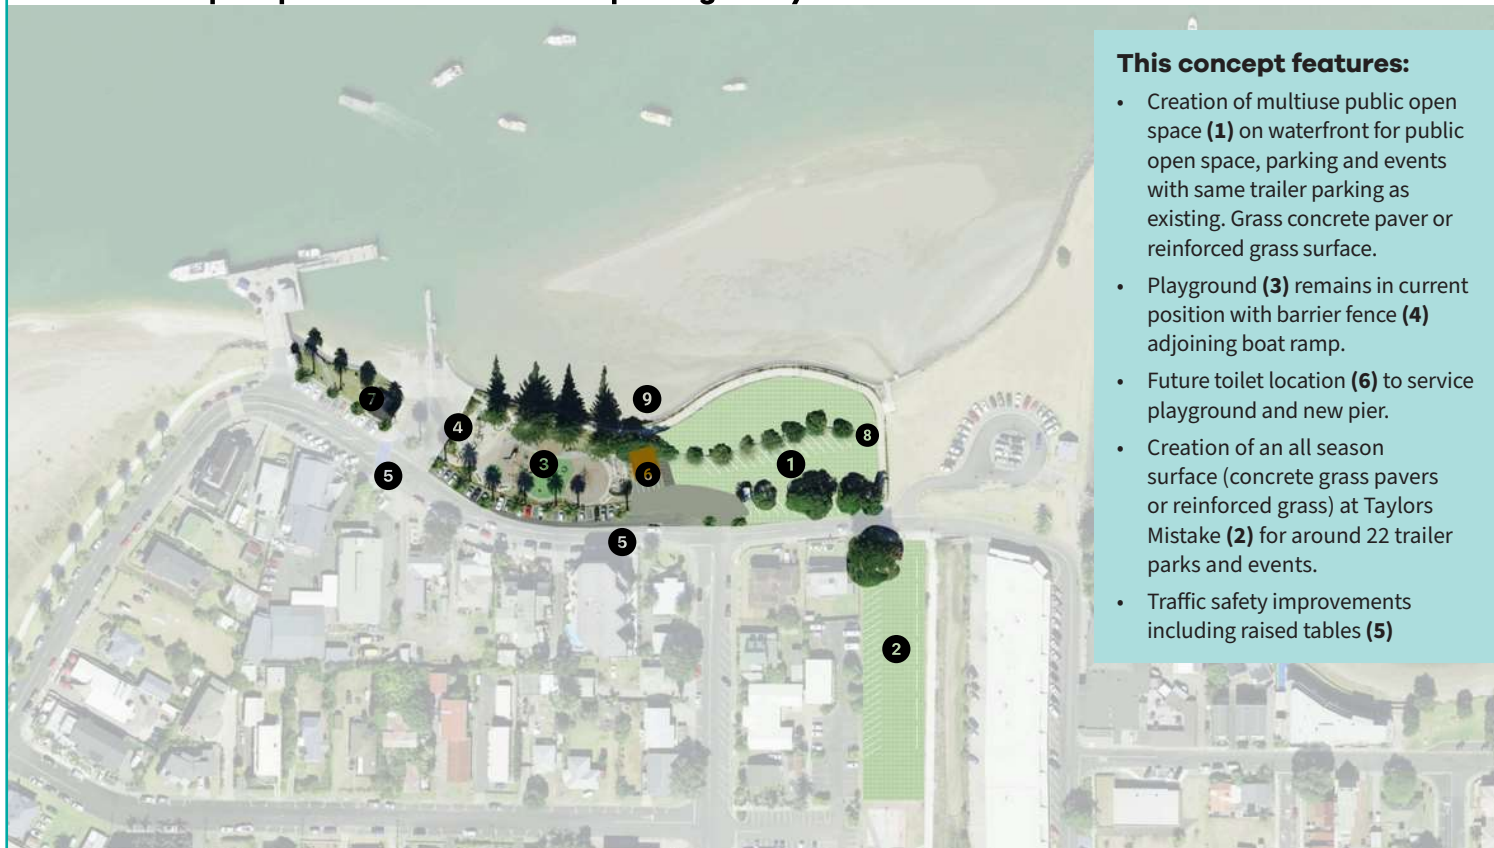 This concept features:
• Creation of multiuse public open
space (1) on waterfront for public
open space, parking and events
with same trailer parking as
existing. Grass concrete paver or
reinforced grass surface.
• Playground (3) remains in current
position with barrier fence (4)
adjoining boat ramp.
• Future toilet location (6) to service
playground and new pier.
• Creation of an all season
surface (concrete grass pavers
or reinforced grass) at Taylors
Mistake (2) for around 22 trailer
parks and events.
• Traffic safety improvements
including raised tables (5)
7
9
4
8
5
3
6
1
5
2